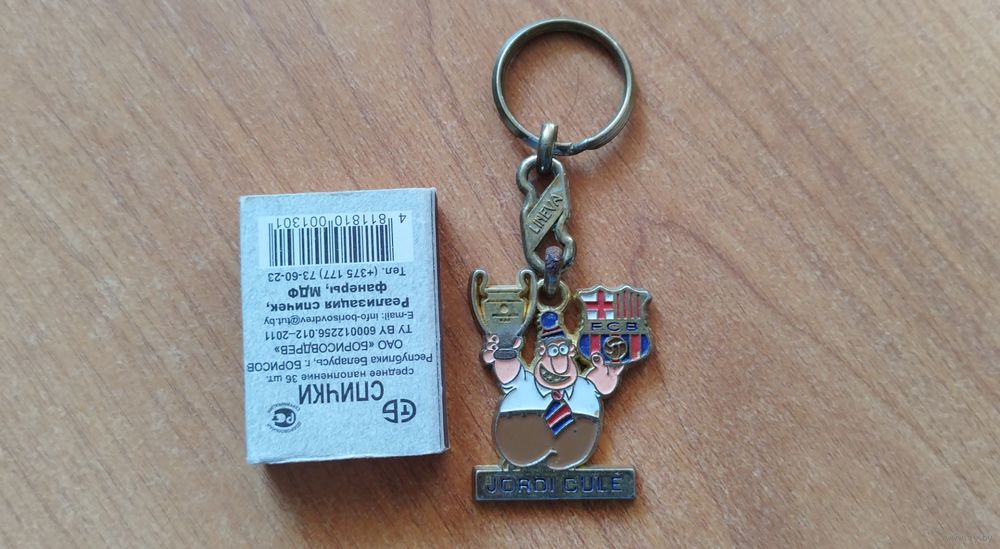 СПИЧКИ
среднее наполнение 36 шт.
Республика Беларусь, г. БОРИСОВ
ОАО «БОРИСОВДРЕВ»
ТУ BY 600012256.012–2011
E-mail: info-borisovdrev@tut.by
Реализация спичек,
фанеры, МДФ
Тел. (+375 177) 73-60-23
4 811810 001301
LINEVA
FCB
JORDI CULÉ